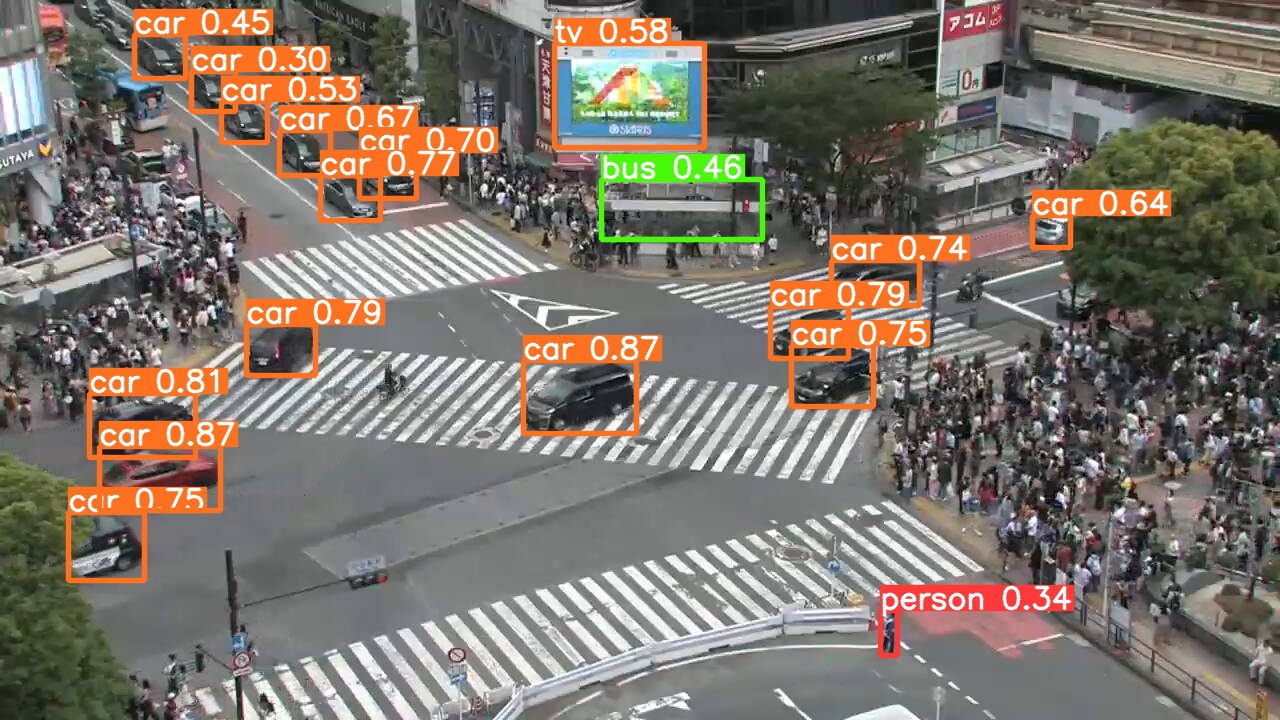 car 0.45
tv 0.58
アコム
car 0.30
car 0.53
0
car 0.67
car 0.70
SUTAYA
car 0.77
bus 0.46
car 0.64
car 0.74
car 0.79
car 0.79
car 0.75
car 0.87
car 0.81
car 0.87
car 0.75
person 0.34